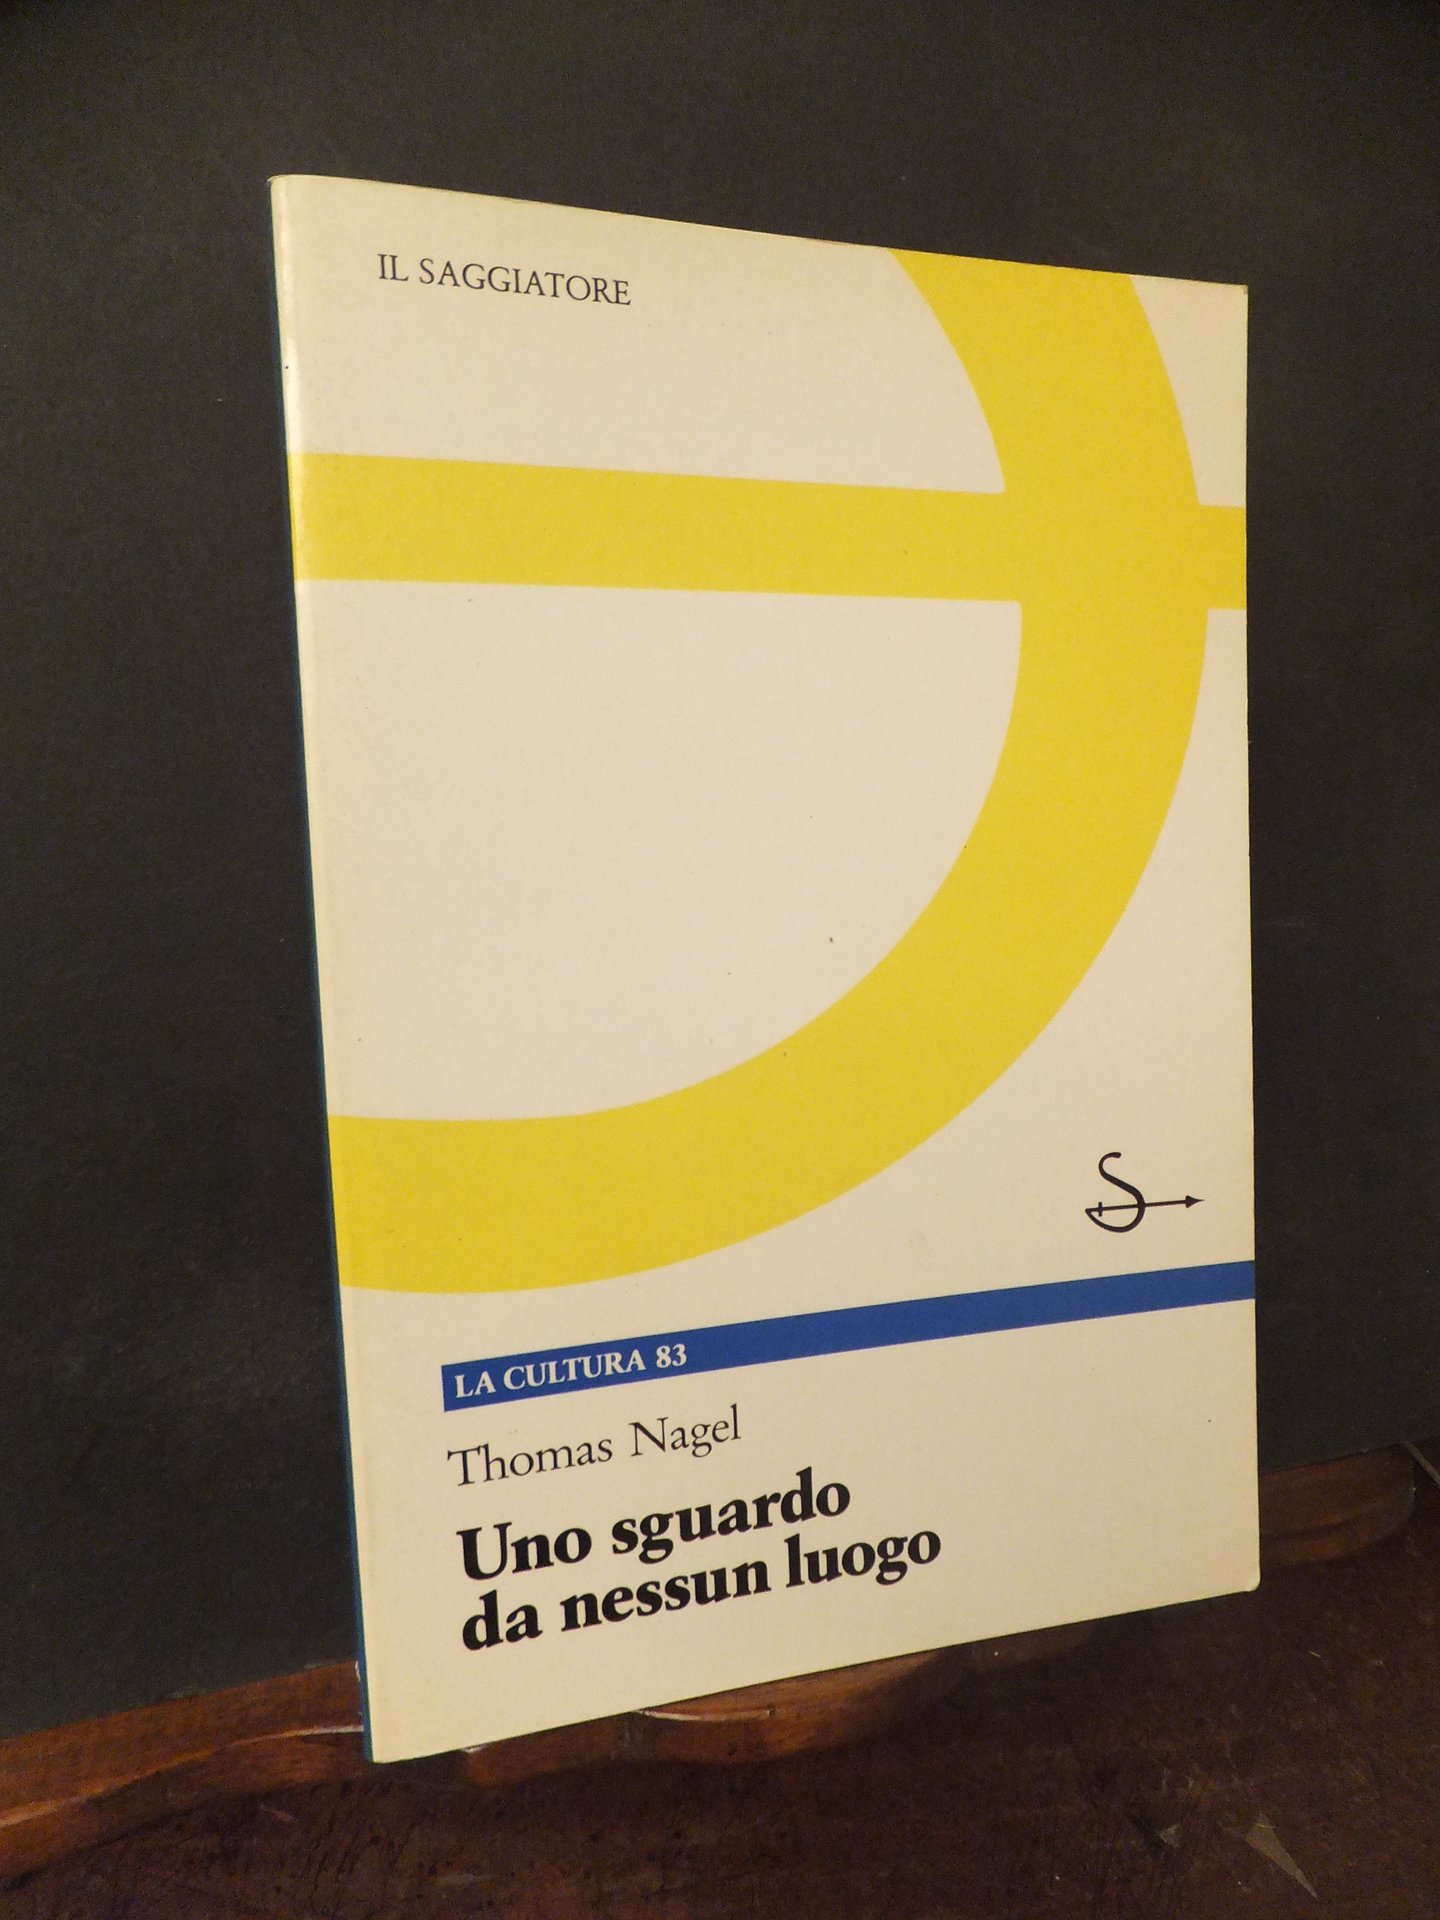 IL SAGGIATORE
S
LA CULTURA 83
Thomas Nagel
Uno sguardo
da nessun luogo